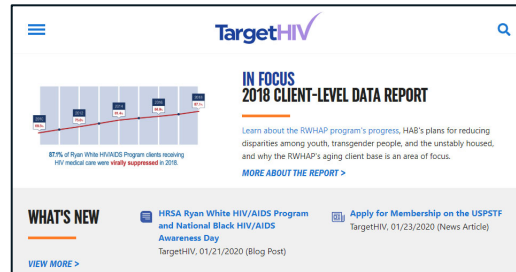 TargetHIV
IN FOCUS
2018 CLIENT-LEVEL DATA REPORT
Learn about the RWHAP program's progress, HAB's plans for reducing
disparities among youth, transgender people, and the unstably housed,
and why the RWHAP's aging client base is an area of focus.
MORE ABOUT THE REPORT >
87.1% of Ryan White HIV/AIDS Program clients receiving
HIV medical care were virally suppressed in 2018.
WHAT'S NEW
VIEW MORE >
HRSA Ryan White HIV/AIDS Program
and National Black HIV/AIDS
Awareness Day
TargetHIV, 01/21/2020 (Blog Post)
Apply for Membership on the USPSTF
TargetHIV, 01/23/2020 (News Article)